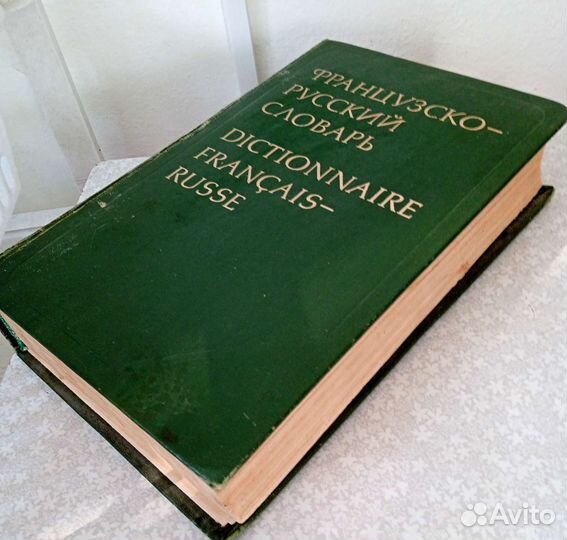 ФРАНЦУЗСКО-
РУССКИЙ
СЛОВАРЬ
DICTIONNAIRE
FRANÇAIS-
RUSSE
Avito